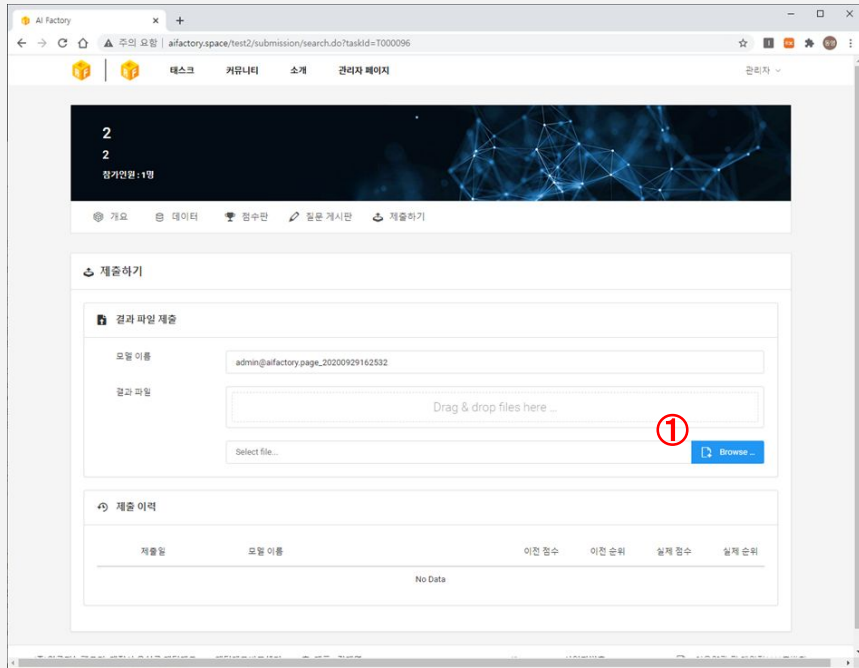 AI Factory
주의 요함 | aifactory.space/test2/submission/search.do?taskId=T000096
태스크 커뮤니티 소개 관리자 페이지 관리자
2
2
참가인원 : 1명
개요 데이터 점수판 질문 게시판 제출하기
제출하기
결과 파일 제출
모델 이름 admin@aifactory.page_20200929162532
결과 파일
Drag & drop files here ...
①
Select file... Browse ...
제출 이력
제출일 모델 이름 이전 점수 이전 순위 실제 점수 실제 순위
No Data